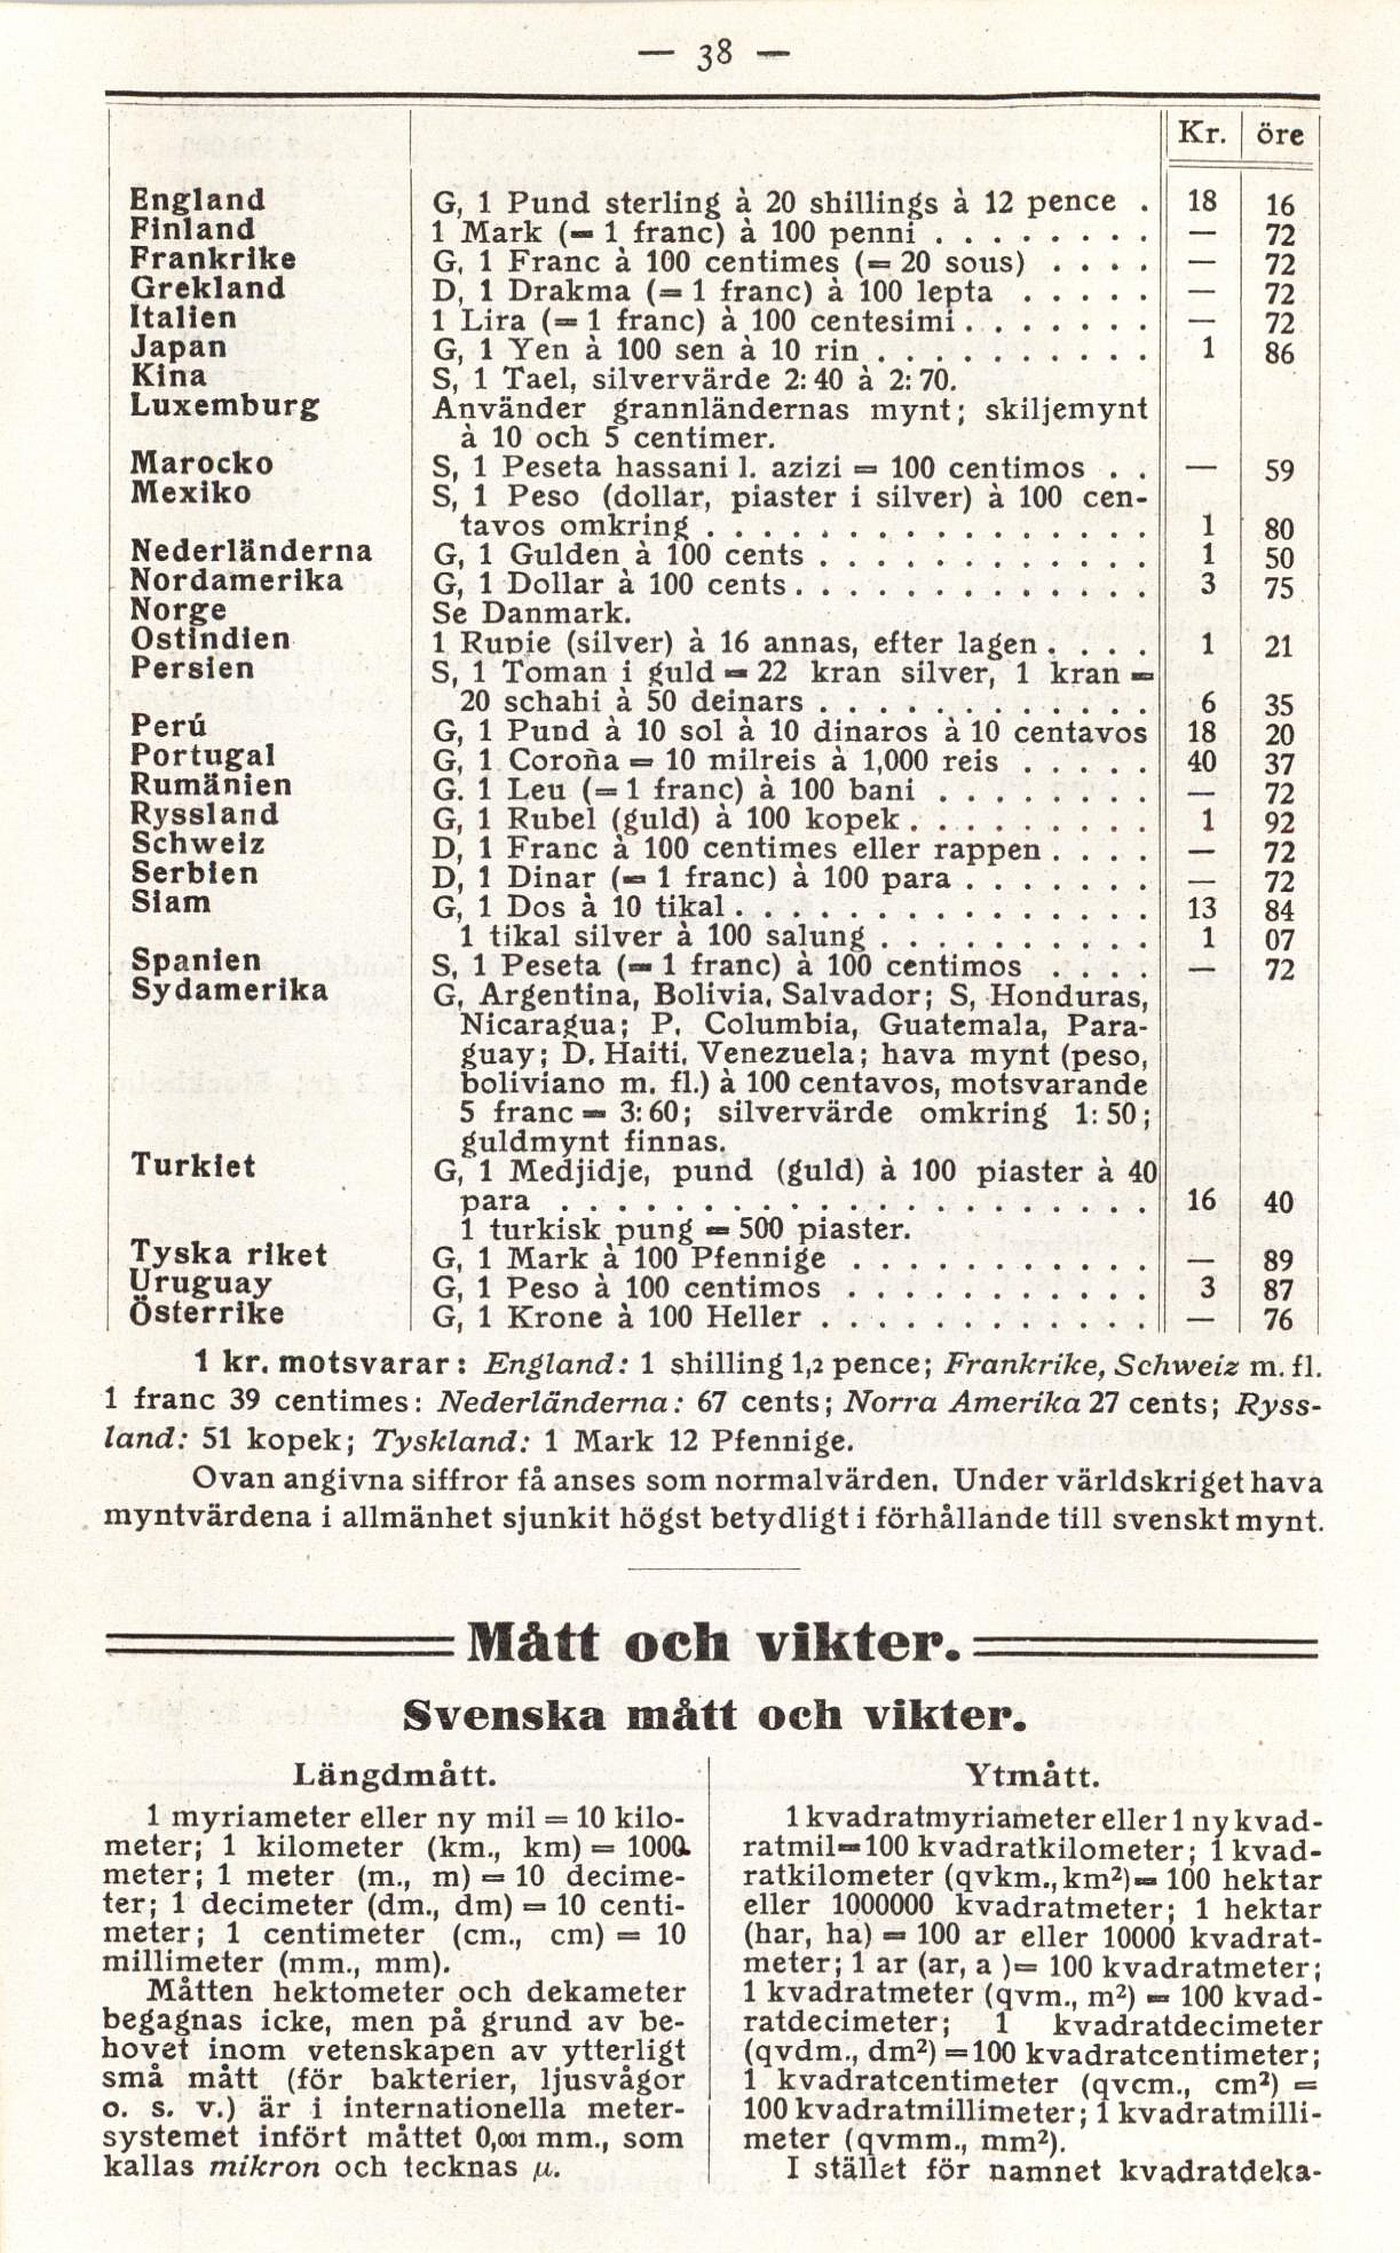 — 38 —
Kr. öre
England G, 1 Pund sterling à 20 shillings à 12 pence . 18 16
Finland 1 Mark (= 1 franc) à 100 penni . . . . . . . . — 72
Frankrike G, 1 Franc à 100 centimes (= 20 sous) . . . . — 72
Grekland D, 1 Drakma (= 1 franc) à 100 lepta . . . . . — 72
Italien 1 Lira (= 1 franc) à 100 centesimi . . . . . . . — 72
Japan G, 1 Yen à 100 sen à 10 rin . . . . . . . . . . 1 86
Kina S, 1 Tael, silvervärde 2:40 à 2:70.
Luxemburg Använder grannländernas mynt; skiljemynt
à 10 och 5 centimer.
Marocko S, 1 Peseta hassani l. azizi = 100 centimos . . — 59
Mexiko S, 1 Peso (dollar, piaster i silver) à 100 cen-
tavos omkring . . . . . . . . . . . . . . . . 1 80
Nederländerna G, 1 Gulden à 100 cents . . . . . . . . . . . . 1 50
Nordamerika G, 1 Dollar à 100 cents . . . . . . . . . . . . . 3 75
Norge Se Danmark.
Ostindien 1 Rupie (silver) à 16 annas, efter lagen . . . . 1 21
Persien S, 1 Toman i guld = 22 kran silver, 1 kran =
20 schahi à 50 deinars . . . . . . . . . . . . 6 35
Perú G, 1 Pund à 10 sol à 10 dinaros à 10 centavos 18 20
Portugal G, 1 Coroña = 10 milreis à 1,000 reis . . . . . 40 37
Rumänien G. 1 Leu (= 1 franc) à 100 bani . . . . . . . . — 72
Ryssland G, 1 Rubel (guld) à 100 kopek . . . . . . . . . 1 92
Schweiz D, 1 Franc à 100 centimes eller rappen . . . . — 72
Serbien D, 1 Dinar (= 1 franc) à 100 para . . . . . . . — 72
Siam G, 1 Dos à 10 tikal . . . . . . . . . . . . . . . 13 84
1 tikal silver à 100 salung . . . . . . . . . . 1 07
Spanien S, 1 Peseta (= 1 franc) à 100 centimos . . . . — 72
Sydamerika G, Argentina, Bolivia, Salvador; S, Honduras,
Nicaragua; P, Columbia, Guatemala, Para-
guay; D, Haiti, Venezuela; hava mynt (peso,
boliviano m. fl.) à 100 centavos, motsvarande
5 franc = 3:60; silvervärde omkring 1:50;
guldmynt finnas.
Turkiet G, 1 Medjidje, pund (guld) à 100 piaster à 40
para . . . . . . . . . . . . . . . . . . . . . 16 40
1 turkisk pung = 500 piaster.
Tyska riket G, 1 Mark à 100 Pfennige . . . . . . . . . . . — 89
Uruguay G, 1 Peso à 100 centimos . . . . . . . . . . . 3 87
Österrike G, 1 Krone à 100 Heller . . . . . . . . . . . . — 76
1 kr. motsvarar: England: 1 shilling 1,2 pence; Frankrike, Schweiz m. fl.
1 franc 39 centimes: Nederländerna: 67 cents; Norra Amerika 27 cents; Ryss-
land: 51 kopek; Tyskland: 1 Mark 12 Pfennige.
Ovan angivna siffror få anses som normalvärden. Under världskriget hava
myntvärdena i allmänhet sjunkit högst betydligt i förhållande till svenskt mynt.
Mått och vikter.
Svenska mått och vikter.
Längdmått.
1 myriameter eller ny mil = 10 kilo-
meter; 1 kilometer (km., km) = 1000
meter; 1 meter (m., m) = 10 decime-
ter; 1 decimeter (dm., dm) = 10 centi-
meter; 1 centimeter (cm., cm) = 10
millimeter (mm., mm).
Måtten hektometer och dekameter
begagnas icke, men på grund av be-
hovet inom vetenskapen av ytterligt
små mått (för bakterier, ljusvågor
o. s. v.) är i internationella meter-
systemet infört måttet 0,001 mm., som
kallas mikron och tecknas μ.
Ytmått.
1 kvadratmyriameter eller 1 ny kvad-
ratmil = 100 kvadratkilometer; 1 kvad-
ratkilometer (qvkm., km²) = 100 hektar
eller 1000000 kvadratmeter; 1 hektar
(har, ha) = 100 ar eller 10000 kvadrat-
meter; 1 ar (ar, a ) = 100 kvadratmeter;
1 kvadratmeter (qvm., m²) = 100 kvad-
ratdecimeter; 1 kvadratdecimeter
(qvdm., dm²) = 100 kvadratcentimeter;
1 kvadratcentimeter (qvcm., cm²) =
100 kvadratmillimeter; 1 kvadratmilli-
meter (qvmm., mm²).
I stället för namnet kvadratdeka-